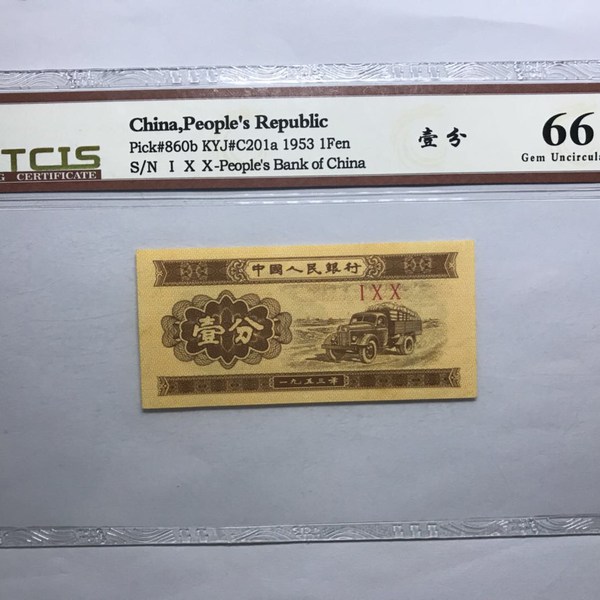 China,People's Republic
Pick#860b KYJ#C201a 1953 1Fen
S/N I X X-People's Bank of China
TCIS
CERTIFICATE
壹分
66
Gem Uncircula
中國人民銀行
I X X
壹分
一九五三年